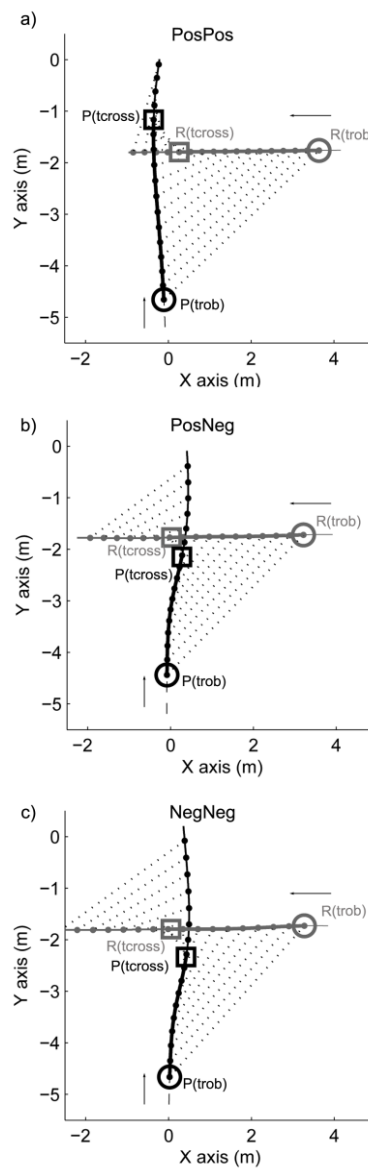 a)
PosPos
0
P(tcross)
−1
R(tcross)
R(trob)
−2
−3
Y axis (m)
−4
P(trob)
−5
−2
0
2
4
X axis (m)
b)
PosNeg
0
−1
R(trob)
R(tcross)
−2
P(tcross)
Y axis (m)
−3
−4
P(trob)
−5
−2
0
2
4
X axis (m)
c)
NegNeg
0
−1
R(trob)
R(tcross)
−2
P(tcross)
Y axis (m)
−3
−4
P(trob)
−5
−2
0
2
4
X axis (m)